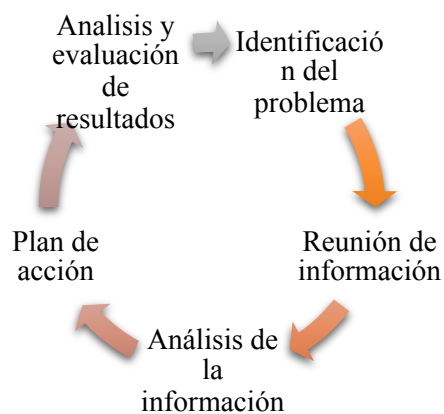 Analisis y
evaluación
de
resultados
Identificació
n del
problema
Reunión de
información
Análisis de
la
información
Plan de
acción